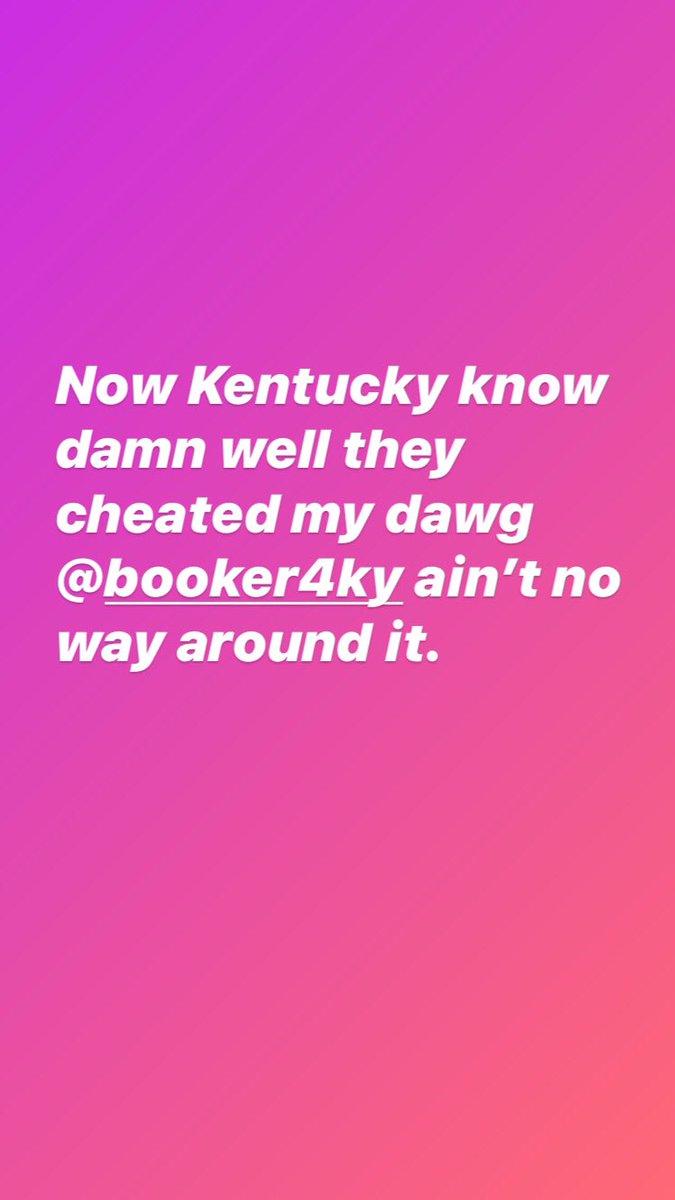 Now Kentucky know
damn well they
cheated my dawg
@booker4ky ain’t no
way around it.